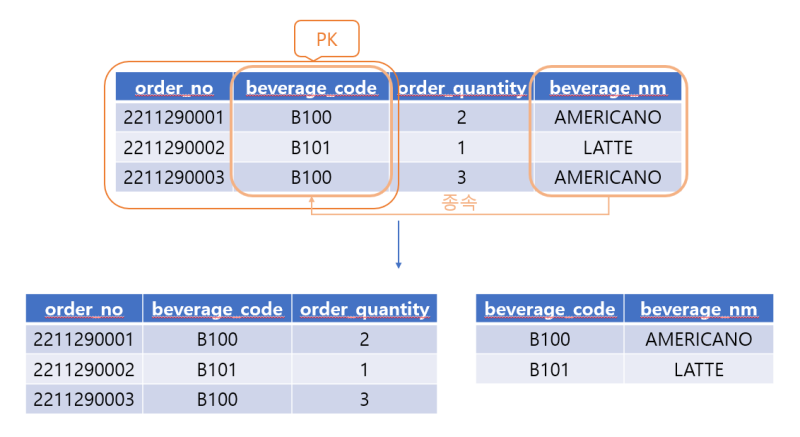 PK
order_no beverage_code order_quantity beverage_nm
2211290001 B100 2 AMERICANO
2211290002 B101 1 LATTE
2211290003 B100 3 AMERICANO
종속
order_no beverage_code order_quantity
2211290001 B100 2
2211290002 B101 1
2211290003 B100 3
beverage_code beverage_nm
B100 AMERICANO
B101 LATTE